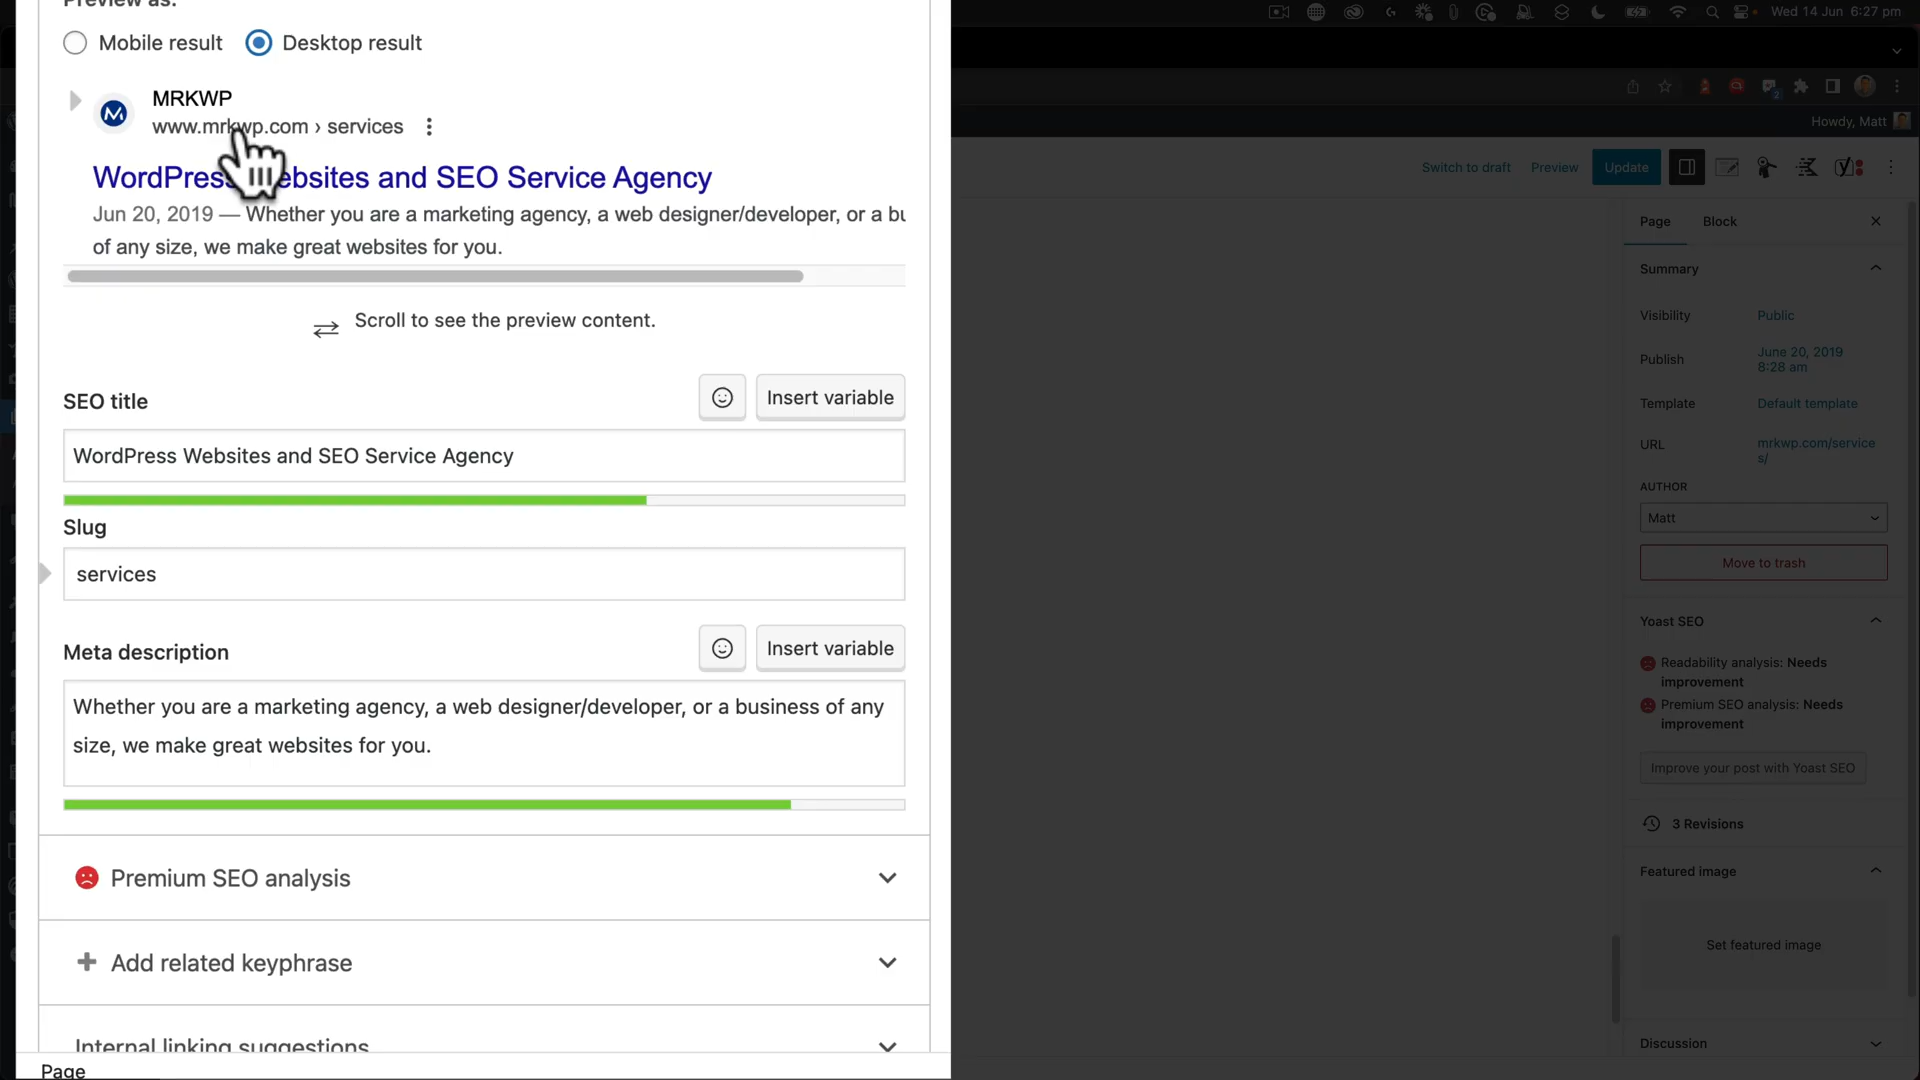 Preview as:
Wed 14 Jun 6:27 pm
Mobile result
Desktop result
MRKWP
www.mrkwp.com › services
Howdy, Matt
WordPress Websites and SEO Service Agency
Jun 20, 2019 — Whether you are a marketing agency, a web designer/developer, or a bu
of any size, we make great websites for you.
Scroll to see the preview content.
SEO title
Insert variable
WordPress Websites and SEO Service Agency
Slug
services
Meta description
Insert variable
Whether you are a marketing agency, a web designer/developer, or a business of any
size, we make great websites for you.
Premium SEO analysis
Add related keyphrase
Internal linking suggestions
Page
Switch to draft
Preview
Update
Page
Block
Summary
Visibility
Public
Publish
June 20, 2019
8:28 am
Template
Default template
URL
mrkwp.com/service
s/
AUTHOR
Matt
Move to trash
Yoast SEO
Readability analysis: Needs
improvement
Premium SEO analysis: Needs
improvement
Improve your post with Yoast SEO
3 Revisions
Featured image
Set featured image
Discussion